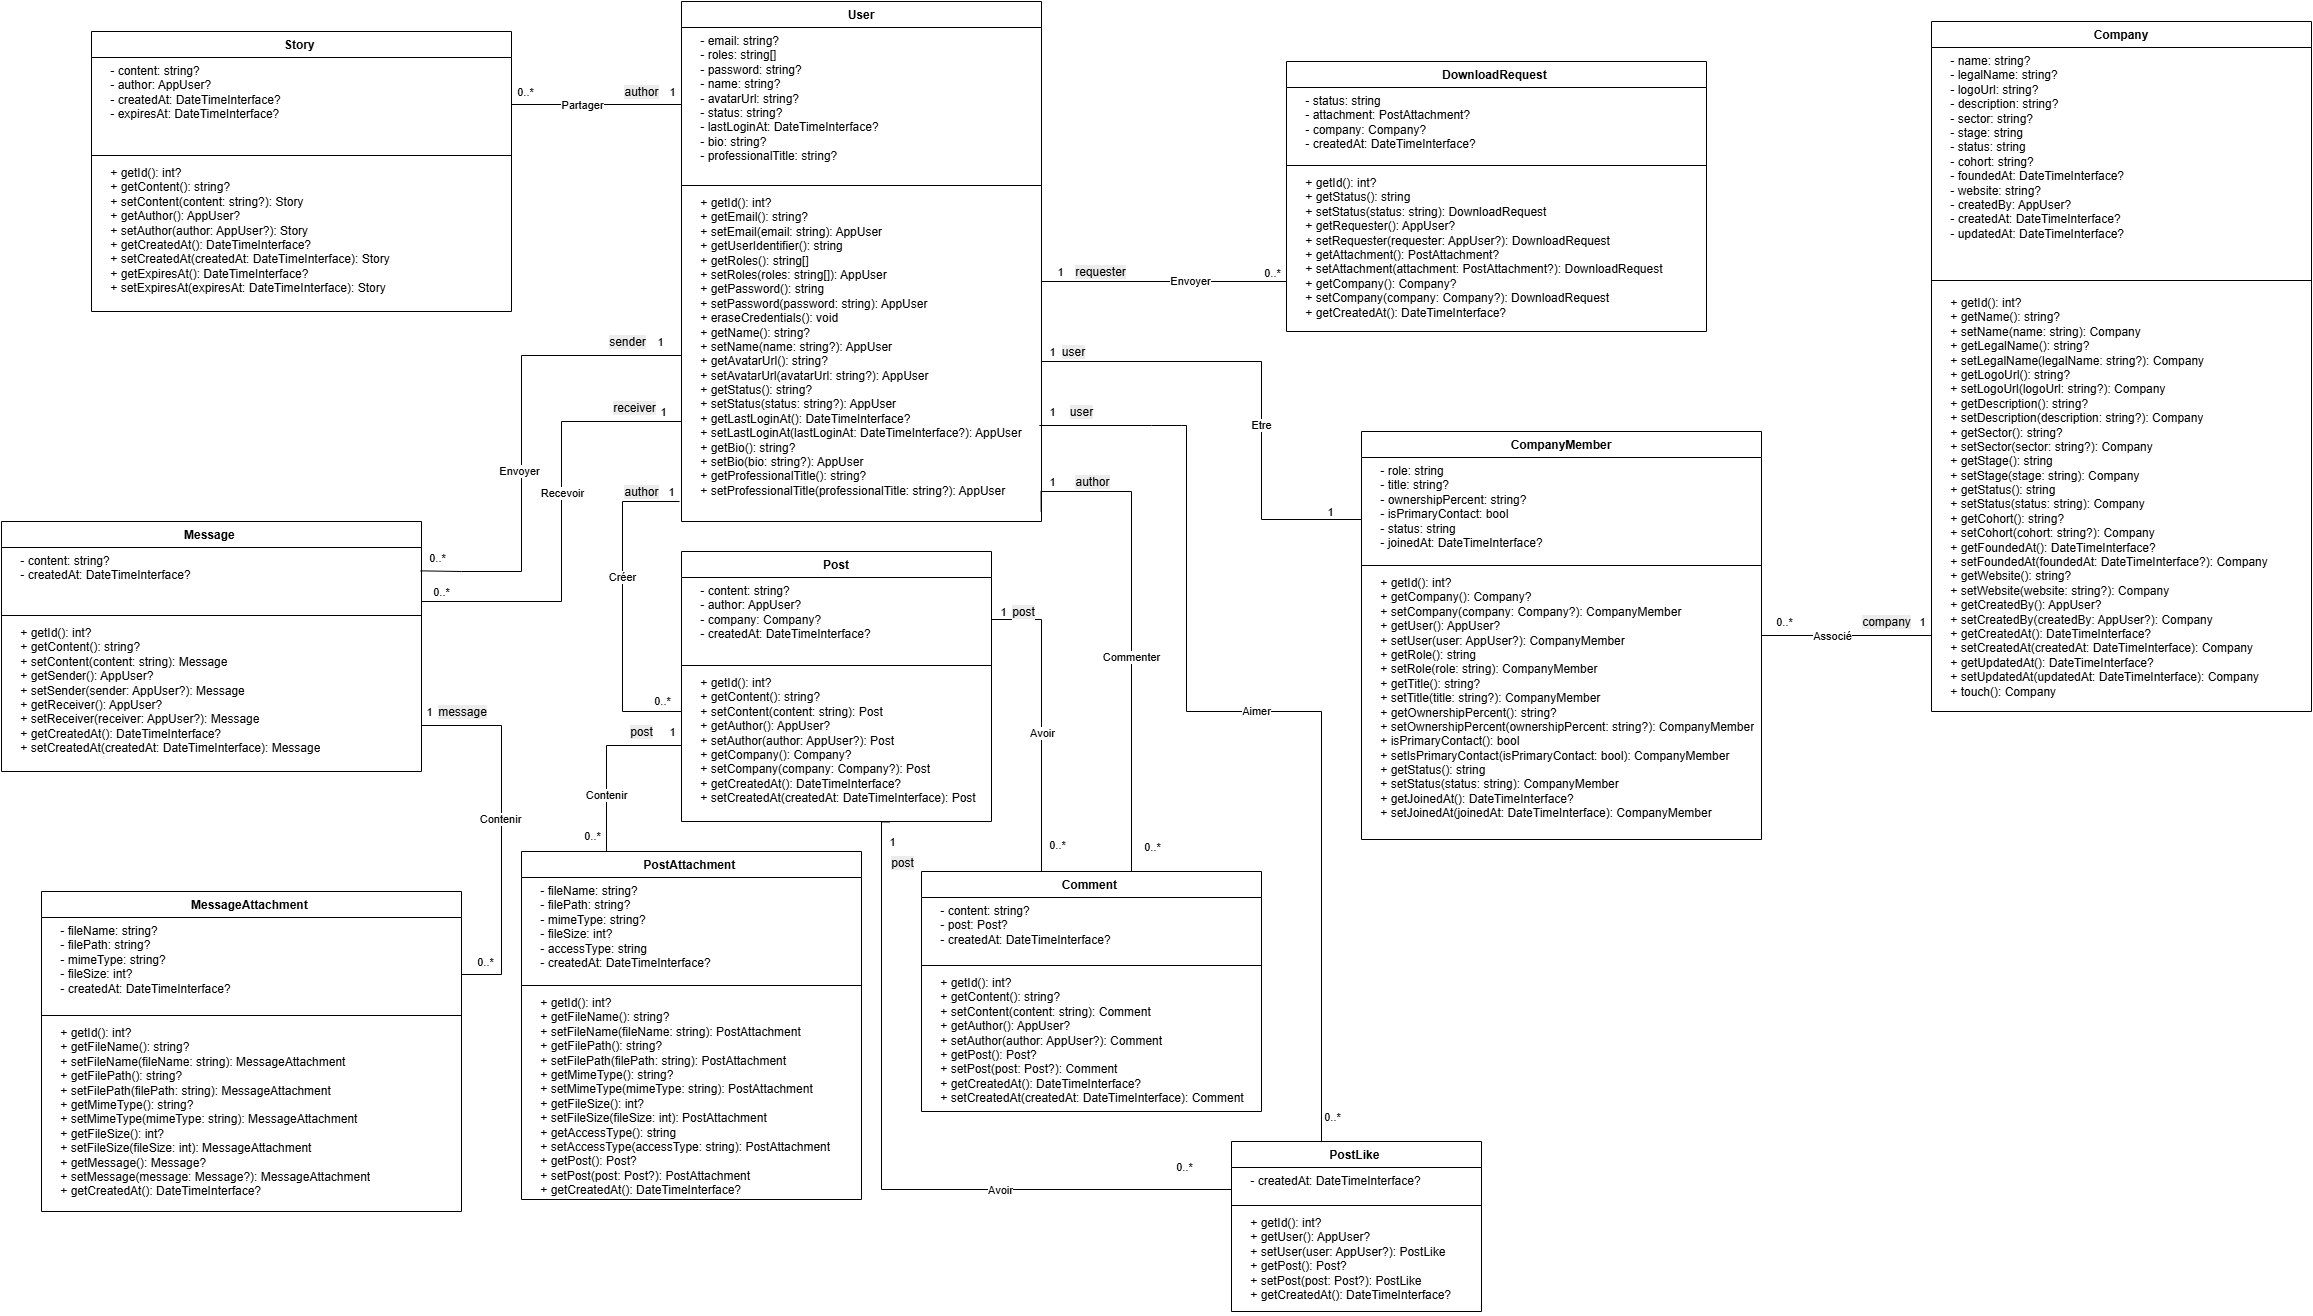 User
- email: string?
- roles: string[]
- password: string?
- name: string?
- avatarUrl: string?
- status: string?
- lastLoginAt: DateTimeInterface?
- bio: string?
- professionalTitle: string?
+ getId(): int?
+ getEmail(): string?
+ setEmail(email: string): AppUser
+ getUserIdentifier(): string
+ getRoles(): string[]
+ setRoles(roles: string[]): AppUser
+ getPassword(): string
+ setPassword(password: string): AppUser
+ eraseCredentials(): void
+ getName(): string?
+ setName(name: string?): AppUser
+ getAvatarUrl(): string?
+ setAvatarUrl(avatarUrl: string?): AppUser
+ getStatus(): string?
+ setStatus(status: string?): AppUser
+ getLastLoginAt(): DateTimeInterface?
+ setLastLoginAt(lastLoginAt: DateTimeInterface?): AppUser
+ getBio(): string?
+ setBio(bio: string?): AppUser
+ getProfessionalTitle(): string?
+ setProfessionalTitle(professionalTitle: string?): AppUser
Story
- content: string?
- author: AppUser?
- createdAt: DateTimeInterface?
- expiresAt: DateTimeInterface?
+ getId(): int?
+ getContent(): string?
+ setContent(content: string?): Story
+ getAuthor(): AppUser?
+ setAuthor(author: AppUser?): Story
+ getCreatedAt(): DateTimeInterface?
+ setCreatedAt(createdAt: DateTimeInterface): Story
+ getExpiresAt(): DateTimeInterface?
+ setExpiresAt(expiresAt: DateTimeInterface): Story
0..*
Partager
author 1
DownloadRequest
- status: string
- attachment: PostAttachment?
- company: Company?
- createdAt: DateTimeInterface?
+ getId(): int?
+ getStatus(): string
+ setStatus(status: string): DownloadRequest
+ getRequester(): AppUser?
+ setRequester(requester: AppUser?): DownloadRequest
+ getAttachment(): PostAttachment?
+ setAttachment(attachment: PostAttachment?): DownloadRequest
+ getCompany(): Company?
+ setCompany(company: Company?): DownloadRequest
+ getCreatedAt(): DateTimeInterface?
1 requester
Envoyer
0..*
Company
- name: string?
- legalName: string?
- logoUrl: string?
- description: string?
- sector: string?
- stage: string
- status: string
- cohort: string?
- foundedAt: DateTimeInterface?
- website: string?
- createdBy: AppUser?
- createdAt: DateTimeInterface?
- updatedAt: DateTimeInterface?
+ getId(): int?
+ getName(): string?
+ setName(name: string): Company
+ getLegalName(): string?
+ setLegalName(legalName: string?): Company
+ getLogoUrl(): string?
+ setLogoUrl(logoUrl: string?): Company
+ getDescription(): string?
+ setDescription(description: string?): Company
+ getSector(): string?
+ setSector(sector: string?): Company
+ getStage(): string
+ setStage(stage: string): Company
+ getStatus(): string
+ setStatus(status: string): Company
+ getCohort(): string?
+ setCohort(cohort: string?): Company
+ getFoundedAt(): DateTimeInterface?
+ setFoundedAt(foundedAt: DateTimeInterface?): Company
+ getWebsite(): string?
+ setWebsite(website: string?): Company
+ getCreatedBy(): AppUser?
+ setCreatedBy(createdBy: AppUser?): Company
+ getCreatedAt(): DateTimeInterface?
+ setCreatedAt(createdAt: DateTimeInterface): Company
+ getUpdatedAt(): DateTimeInterface?
+ setUpdatedAt(updatedAt: DateTimeInterface): Company
+ touch(): Company
sender 1
Envoyer
0..*
receiver 1
Recevoir
0..*
author 1
Créer
0..*
1 user
Etre
1
1 user
Aimer
0..*
1 author
Commenter
0..*
CompanyMember
- role: string
- title: string?
- ownershipPercent: string?
- isPrimaryContact: bool
- status: string
- joinedAt: DateTimeInterface?
+ getId(): int?
+ getCompany(): Company?
+ setCompany(company: Company?): CompanyMember
+ getUser(): AppUser?
+ setUser(user: AppUser?): CompanyMember
+ getRole(): string
+ setRole(role: string): CompanyMember
+ getTitle(): string?
+ setTitle(title: string?): CompanyMember
+ getOwnershipPercent(): string?
+ setOwnershipPercent(ownershipPercent: string?): CompanyMember
+ isPrimaryContact(): bool
+ setIsPrimaryContact(isPrimaryContact: bool): CompanyMember
+ getStatus(): string
+ setStatus(status: string): CompanyMember
+ getJoinedAt(): DateTimeInterface?
+ setJoinedAt(joinedAt: DateTimeInterface): CompanyMember
0..*
Associé
company 1
Message
- content: string?
- createdAt: DateTimeInterface?
+ getId(): int?
+ getContent(): string?
+ setContent(content: string): Message
+ getSender(): AppUser?
+ setSender(sender: AppUser?): Message
+ getReceiver(): AppUser?
+ setReceiver(receiver: AppUser?): Message
+ getCreatedAt(): DateTimeInterface?
+ setCreatedAt(createdAt: DateTimeInterface): Message
1 message
Contenir
0..*
Post
- content: string?
- author: AppUser?
- company: Company?
- createdAt: DateTimeInterface?
+ getId(): int?
+ getContent(): string?
+ setContent(content: string): Post
+ getAuthor(): AppUser?
+ setAuthor(author: AppUser?): Post
+ getCompany(): Company?
+ setCompany(company: Company?): Post
+ getCreatedAt(): DateTimeInterface?
+ setCreatedAt(createdAt: DateTimeInterface): Post
1 post
Avoir
0..*
post 1
Contenir
0..*
1
post
Avoir
0..*
MessageAttachment
- fileName: string?
- filePath: string?
- mimeType: string?
- fileSize: int?
- createdAt: DateTimeInterface?
+ getId(): int?
+ getFileName(): string?
+ setFileName(fileName: string): MessageAttachment
+ getFilePath(): string?
+ setFilePath(filePath: string): MessageAttachment
+ getMimeType(): string?
+ setMimeType(mimeType: string): MessageAttachment
+ getFileSize(): int?
+ setFileSize(fileSize: int): MessageAttachment
+ getMessage(): Message?
+ setMessage(message: Message?): MessageAttachment
+ getCreatedAt(): DateTimeInterface?
PostAttachment
- fileName: string?
- filePath: string?
- mimeType: string?
- fileSize: int?
- accessType: string
- createdAt: DateTimeInterface?
+ getId(): int?
+ getFileName(): string?
+ setFileName(fileName: string): PostAttachment
+ getFilePath(): string?
+ setFilePath(filePath: string): PostAttachment
+ getMimeType(): string?
+ setMimeType(mimeType: string): PostAttachment
+ getFileSize(): int?
+ setFileSize(fileSize: int): PostAttachment
+ getAccessType(): string
+ setAccessType(accessType: string): PostAttachment
+ getPost(): Post?
+ setPost(post: Post?): PostAttachment
+ getCreatedAt(): DateTimeInterface?
Comment
- content: string?
- post: Post?
- createdAt: DateTimeInterface?
+ getId(): int?
+ getContent(): string?
+ setContent(content: string): Comment
+ getAuthor(): AppUser?
+ setAuthor(author: AppUser?): Comment
+ getPost(): Post?
+ setPost(post: Post?): Comment
+ getCreatedAt(): DateTimeInterface?
+ setCreatedAt(createdAt: DateTimeInterface): Comment
PostLike
- createdAt: DateTimeInterface?
+ getId(): int?
+ getUser(): AppUser?
+ setUser(user: AppUser?): PostLike
+ getPost(): Post?
+ setPost(post: Post?): PostLike
+ getCreatedAt(): DateTimeInterface?